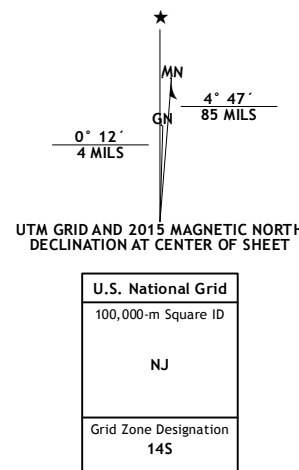 ★
MN
4° 47´
85 MILS
GN
0° 12´
4 MILS
UTM GRID AND 2015 MAGNETIC NORTH
DECLINATION AT CENTER OF SHEET
U.S. National Grid
100,000-m Square ID
NJ
Grid Zone Designation
14S